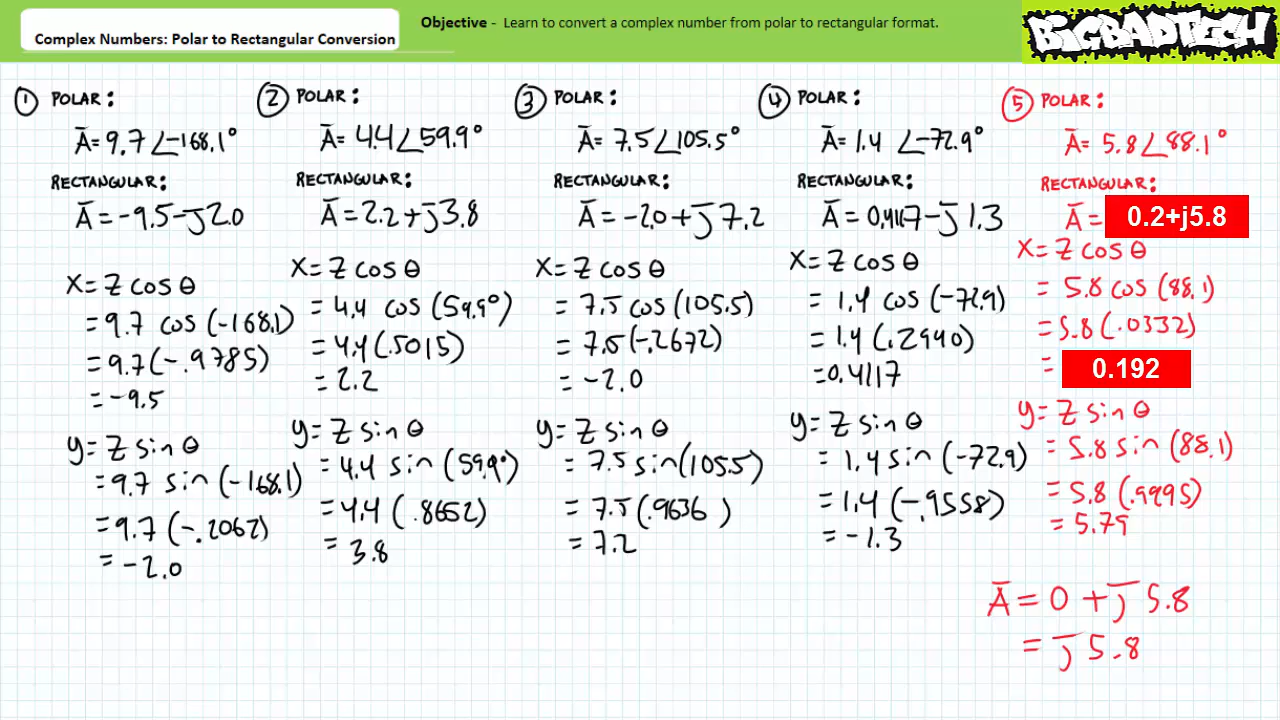 Complex Numbers: Polar to Rectangular Conversion
Objective - Learn to convert a complex number from polar to rectangular format.
BIGBADTECH
① POLAR:
Ā= 9.7 ∠-168.1°
RECTANGULAR:
Ā = -9.5-j2.0
X= Z COS θ
= 9.7 cos (-168.1)
= 9.7(-.9785)
= -9.5
y= Z sin θ
= 9.7 sin (-168.1)
= 9.7 (-.2062)
= -2.0
② POLAR:
Ā= 4.4∠59.9°
RECTANGULAR:
Ā = 2.2+j3.8
X= Z COS θ
= 4.4 cos (59.9°)
= 4.4(.5015)
= 2.2
y= Z sin θ
= 4.4 sin (59.9°)
= 4.4 (.8652)
= 3.8
③ POLAR:
Ā= 7.5∠105.5°
RECTANGULAR:
Ā = -2.0+j7.2
X= Z COS θ
= 7.5 cos(105.5)
= 7.5(-.2672)
= -2.0
y= Z sin θ
= 7.5 sin(105.5)
= 7.5(.9636)
= 7.2
④ POLAR:
Ā= 1.4 ∠-72.9°
RECTANGULAR:
Ā = 0.4117-j1.3
X= Z COS θ
= 1.4 cos (-72.9)
= 1.4 (.2940)
=0.4117
y= Z sin θ
= 1.4 sin (-72.9)
= 1.4 (-.9558)
= -1.3
⑤ POLAR:
Ā= 5.8∠88.1°
RECTANGULAR:
Ā = 0.2+j5.8
X= Z COS θ
= 5.8 cos (88.1)
= 5.8(.0332)
= 0.192
y= Z sin θ
= 5.8 sin (88.1)
= 5.8 (.9995)
= 5.79
Ā = 0 + j 5.8
= j 5.8